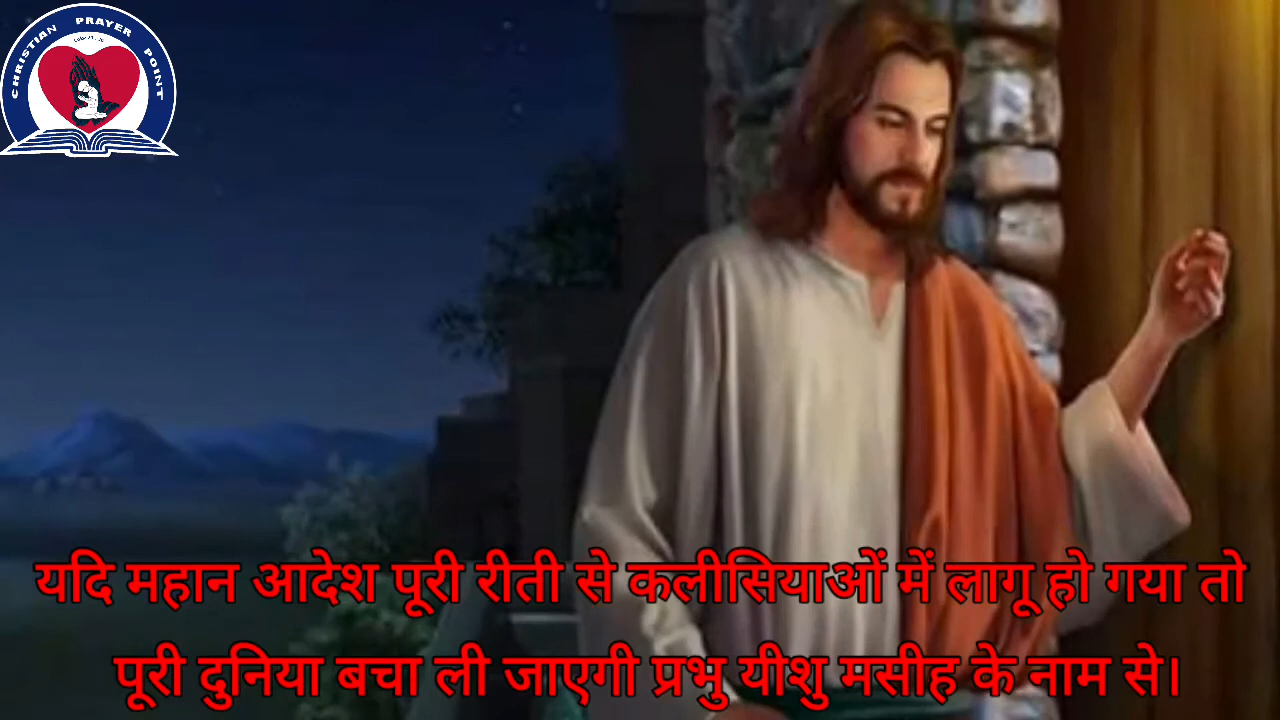 CHRISTIAN PRAYER POINT
यदि महान आदेश पूरी रीती से कलीसियाओं में लागू हो गया तो
पूरी दुनिया बचा ली जाएगी प्रभु यीशु मसीह के नाम से।